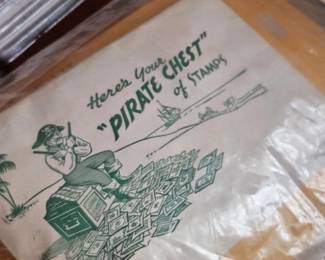 Here's Your
"PIRATE CHEST"
of STAMPS